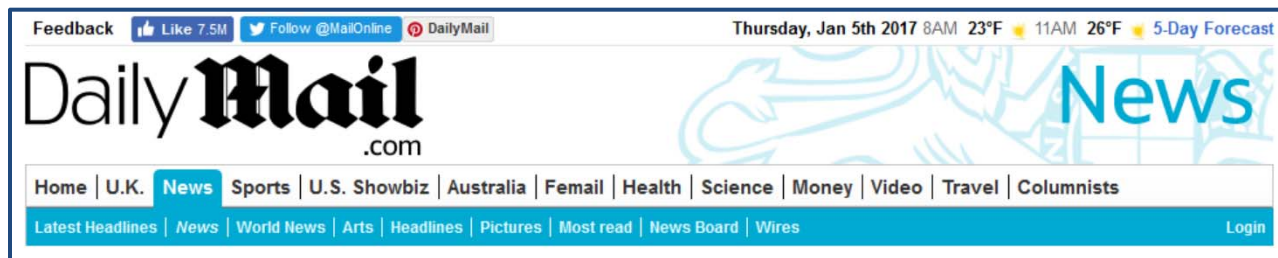 Feedback Like 7.5M Follow @MailOnline DailyMail Thursday, Jan 5th 2017 8AM 23°F 11AM 26°F 5-Day Forecast
Daily Mail
.com
News
Home | U.K. News Sports | U.S. Showbiz | Australia | Femail | Health | Science | Money | Video | Travel | Columnists
Latest Headlines | News | World News | Arts | Headlines | Pictures | Most read | News Board | Wires Login